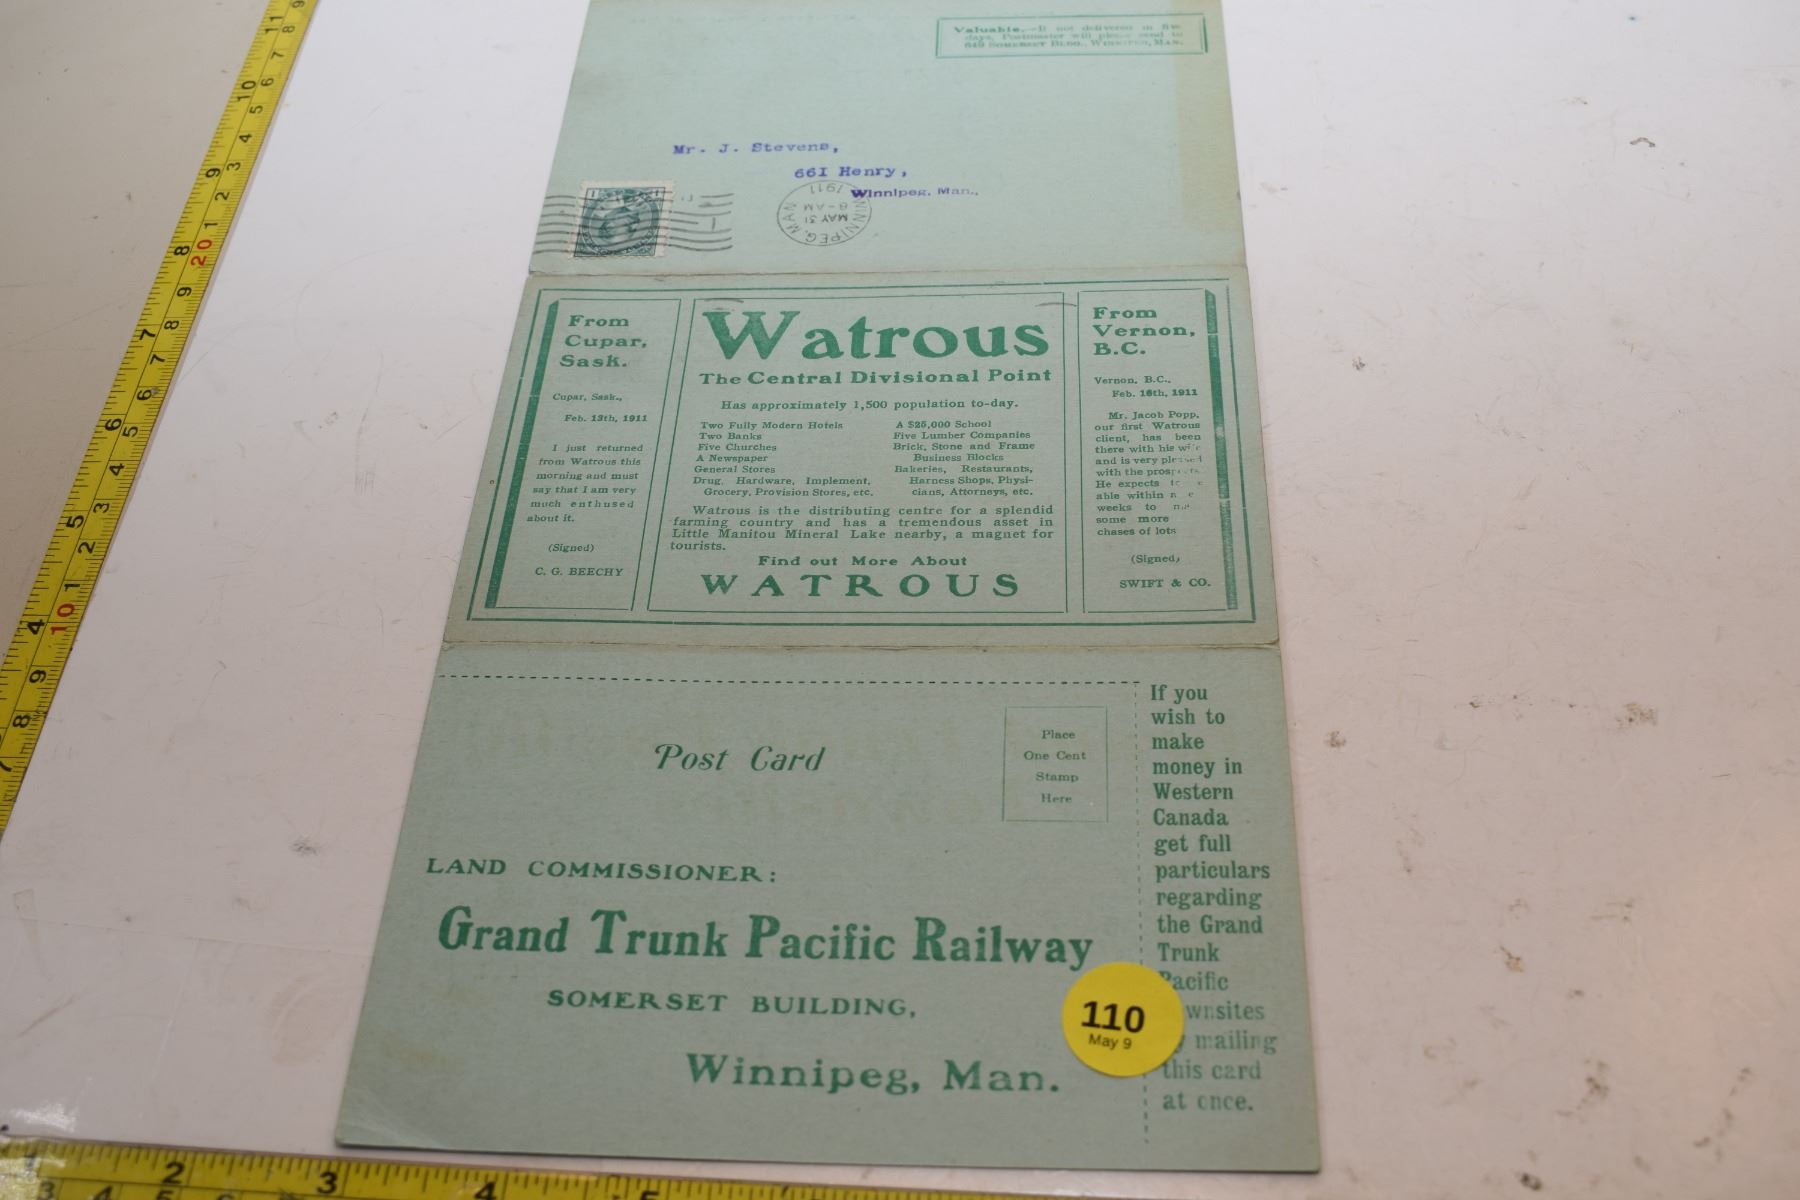 Valuable.—If not delivered in five
days, Postmaster will please send to
649 Somerset Bldg., Winnipeg, Man.
Mr. J. Stevens,
661 Henry,
Winnipeg. Man.,
1 1
WINNIPEG, MAN.
MAY 31
8-AM
1911
From
Cupar,
Sask.
Cupar, Sask.,
Feb. 13th, 1911
I just returned
from Watrous this
morning and must
say that I am very
much enthused
about it.
(Signed)
C. G. BEECHY
Watrous
The Central Divisional Point
Has approximately 1,500 population to-day.
Two Fully Modern Hotels
Two Banks
Five Churches
A Newspaper
General Stores
Drug, Hardware, Implement,
Grocery, Provision Stores, etc.
A $25,000 School
Five Lumber Companies
Brick, Stone and Frame
Business Blocks
Bakeries, Restaurants,
Harness Shops, Physi-
cians, Attorneys, etc.
Watrous is the distributing centre for a splendid
farming country and has a tremendous asset in
Little Manitou Mineral Lake nearby, a magnet for
tourists.
Find out More About
WATROUS
From
Vernon,
B.C.
Vernon, B.C.,
Feb. 16th, 1911
Mr. Jacob Popp,
our first Watrous
client, has been
there with his wife
and is very pleased
with the prospects.
He expects
able within
weeks to
some more
chases of lots
(Signed)
SWIFT & CO.
Post Card
Place
One Cent
Stamp
Here
LAND COMMISSIONER:
Grand Trunk Pacific Railway
SOMERSET BUILDING,
Winnipeg, Man.
If you
wish to
make
money in
Western
Canada
get full
particulars
regarding
the Grand
Trunk
Pacific
wnsites
mailing
this card
at once.
110
May 9